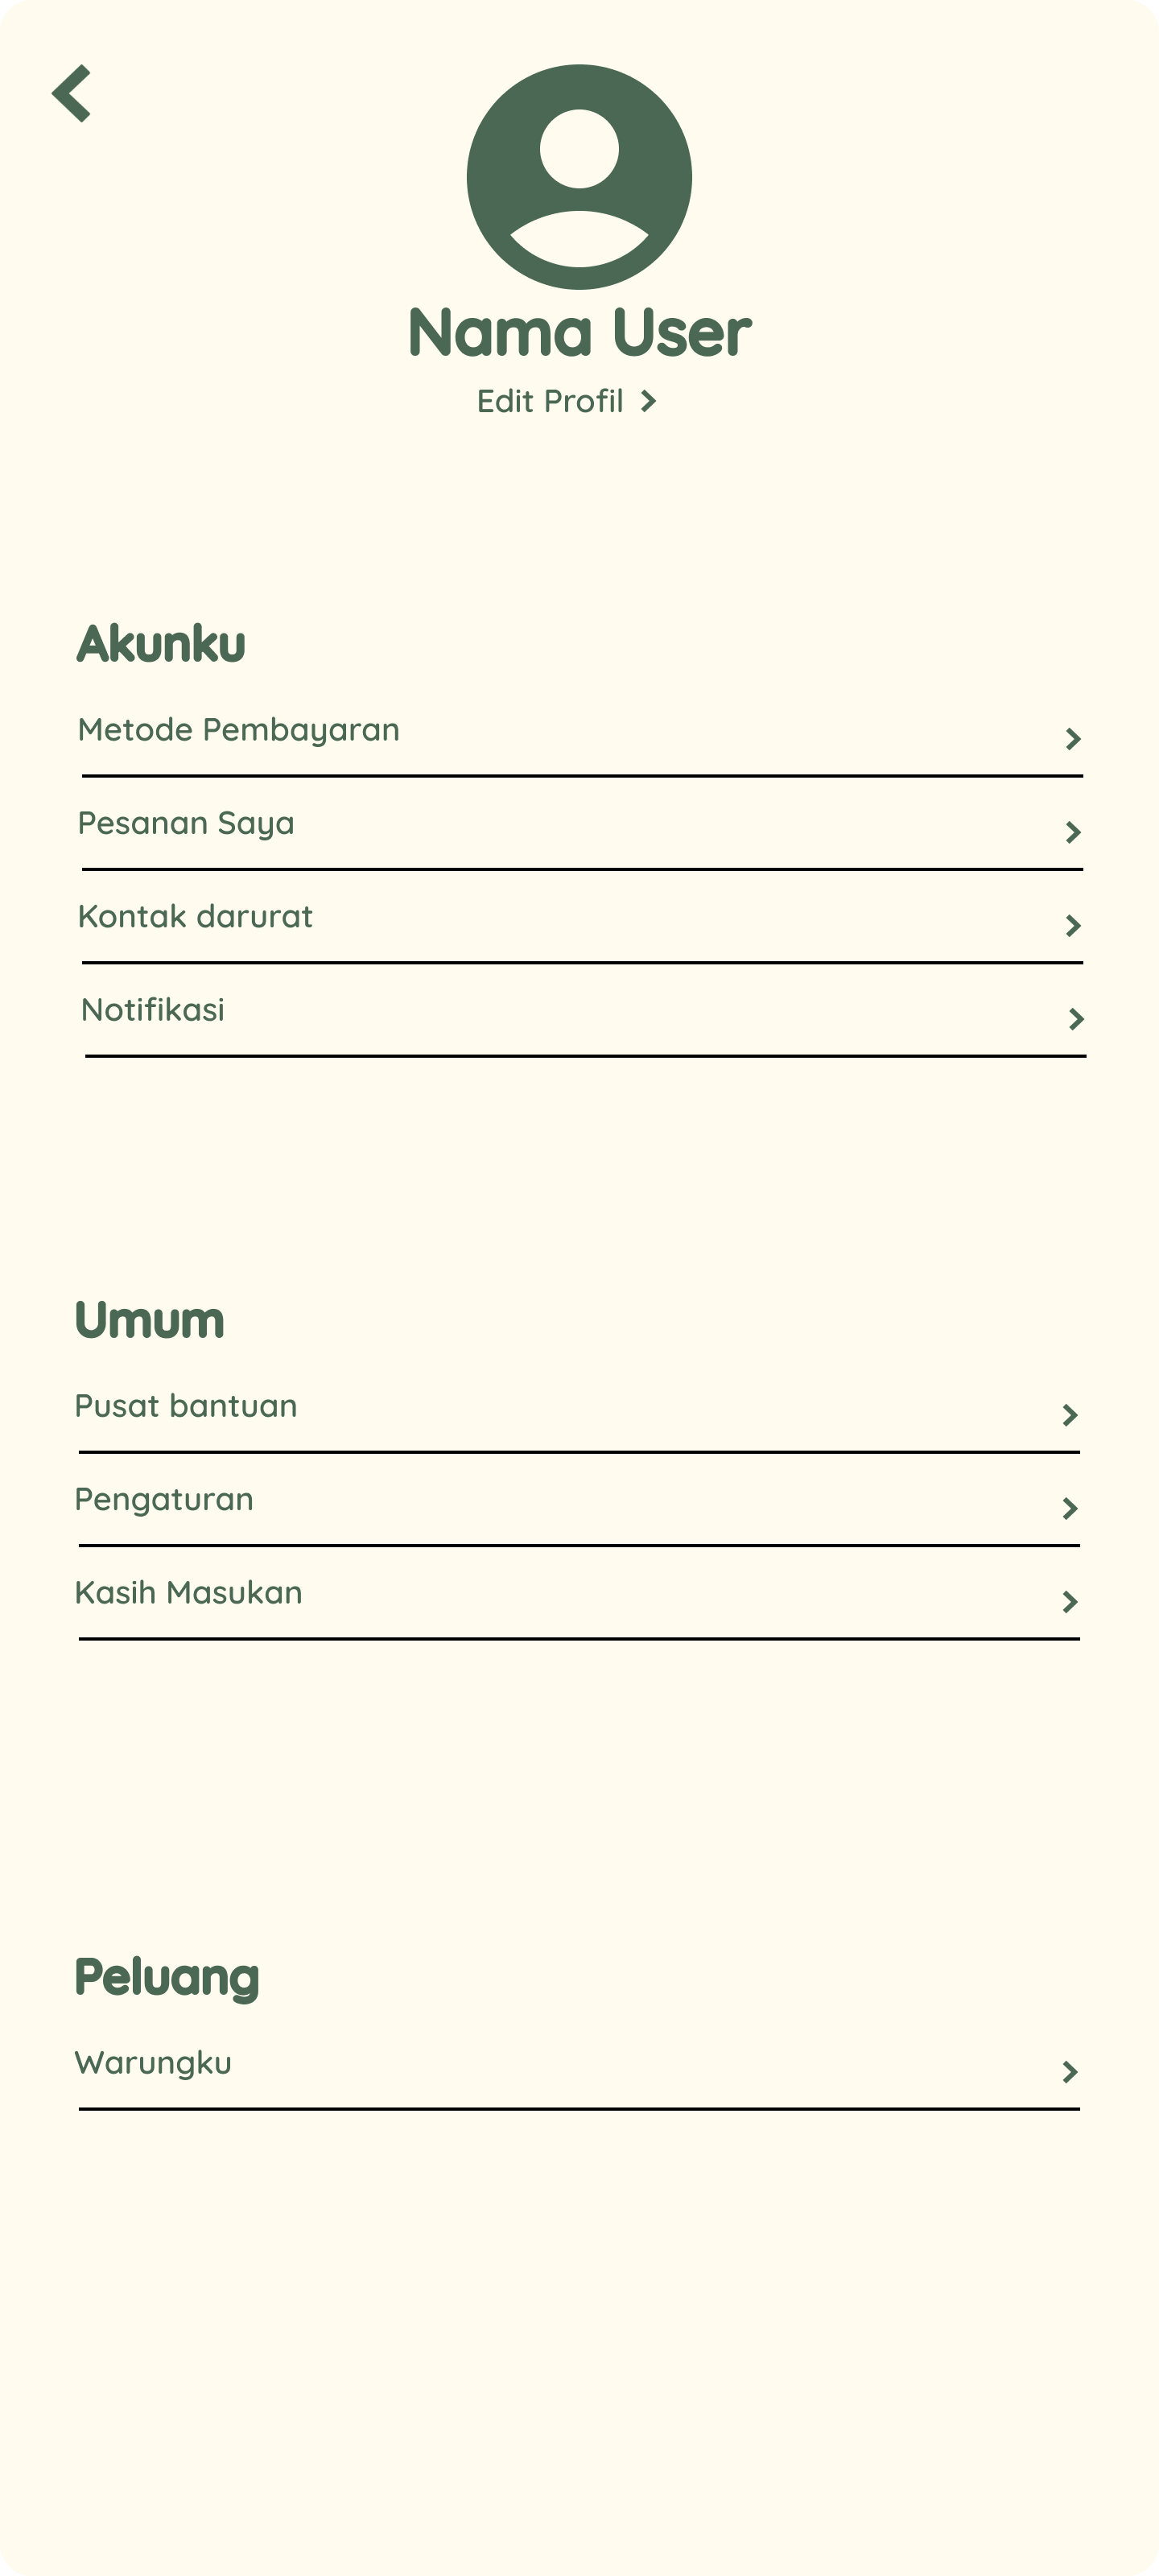 Nama User
Edit Profil
Akunku
Metode Pembayaran
Pesanan Saya
Kontak darurat
Notifikasi
Umum
Pusat bantuan
Pengaturan
Kasih Masukan
Peluang
Warungku